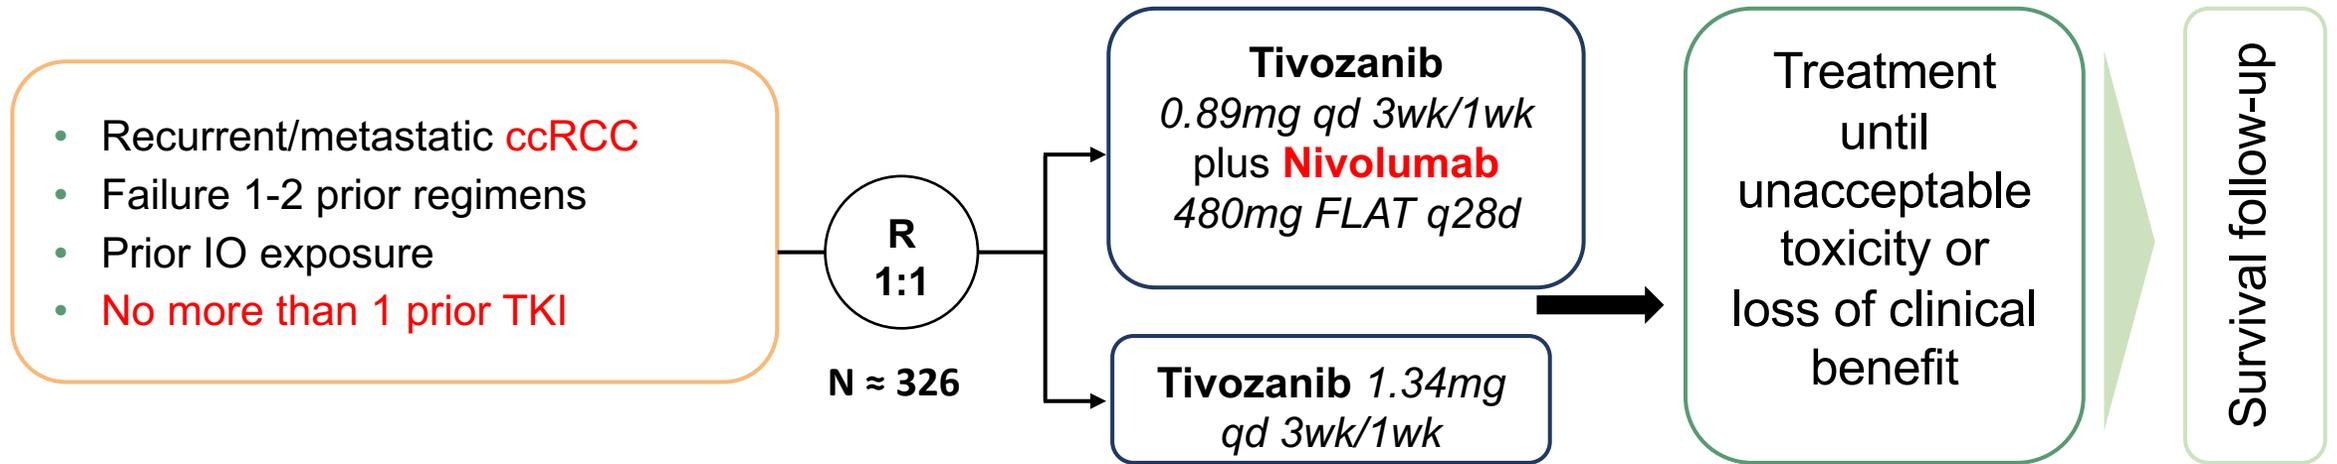 • Recurrent/metastatic ccRCC
• Failure 1-2 prior regimens
• Prior IO exposure
• No more than 1 prior TKI
R
1:1
N ≈ 326
Tivozanib
0.89mg qd 3wk/1wk
plus Nivolumab
480mg FLAT q28d
Tivozanib 1.34mg
qd 3wk/1wk
Treatment
until
unacceptable
toxicity or
loss of clinical
benefit
Survival follow-up